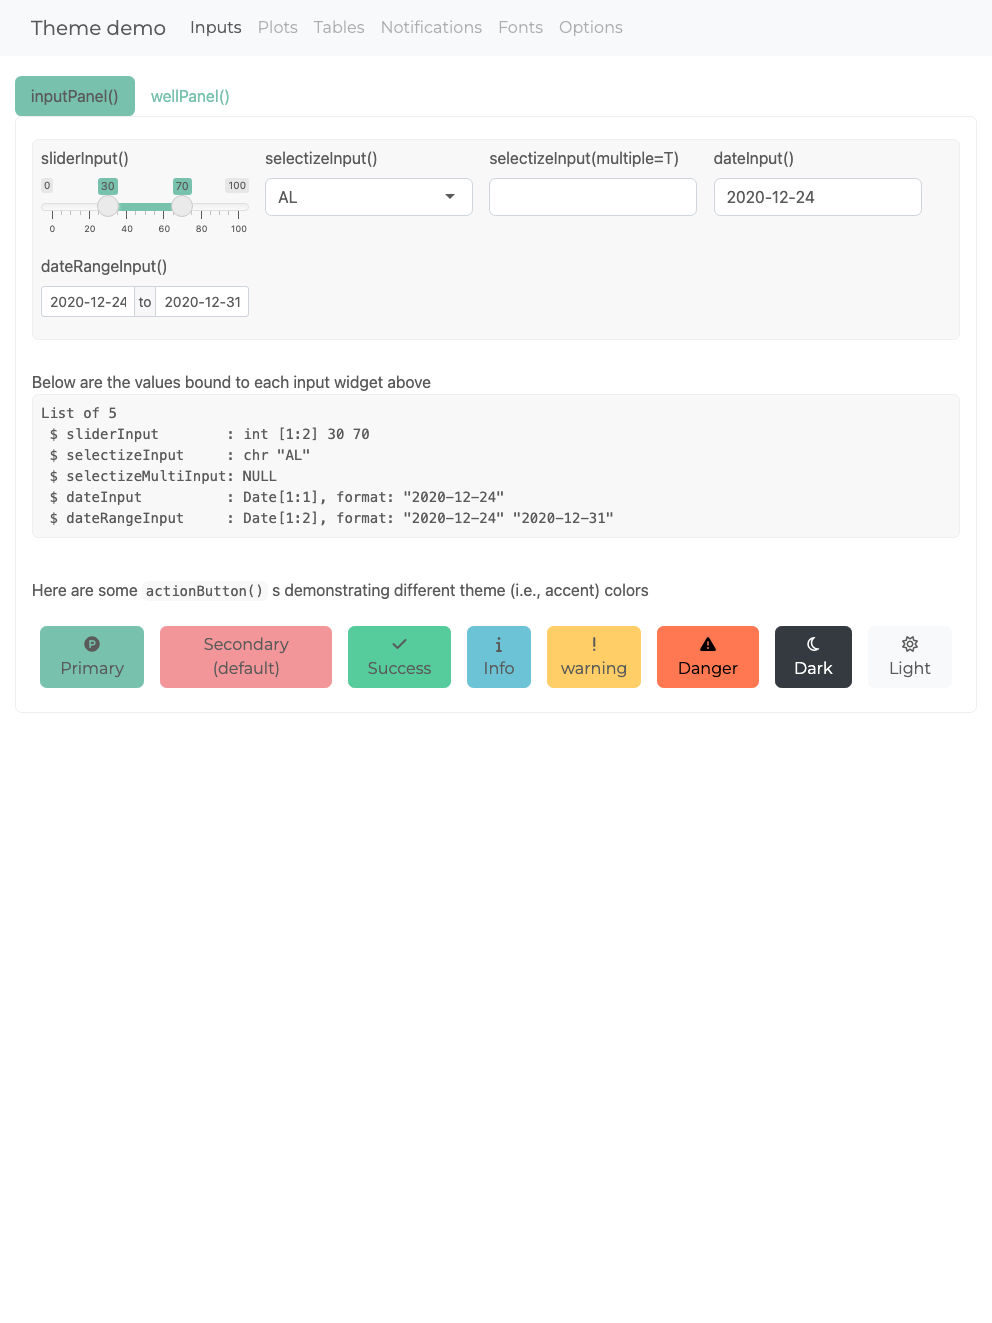 Theme demo Inputs Plots Tables Notifications Fonts Options
inputPanel() wellPanel()
sliderInput() selectizeInput() selectizeInput(multiple=T) dateInput()
0 30 70 100
AL 2020-12-24
0 20 40 60 80 100
dateRangeInput()
2020-12-24 to 2020-12-31
Below are the values bound to each input widget above
List of 5
$ sliderInput : int [1:2] 30 70
$ selectizeInput : chr "AL"
$ selectizeMultiInput: NULL
$ dateInput : Date[1:1], format: "2020-12-24"
$ dateRangeInput : Date[1:2], format: "2020-12-24" "2020-12-31"
Here are some actionButton() s demonstrating different theme (i.e., accent) colors
Primary Secondary (default) Success Info warning Danger Dark Light